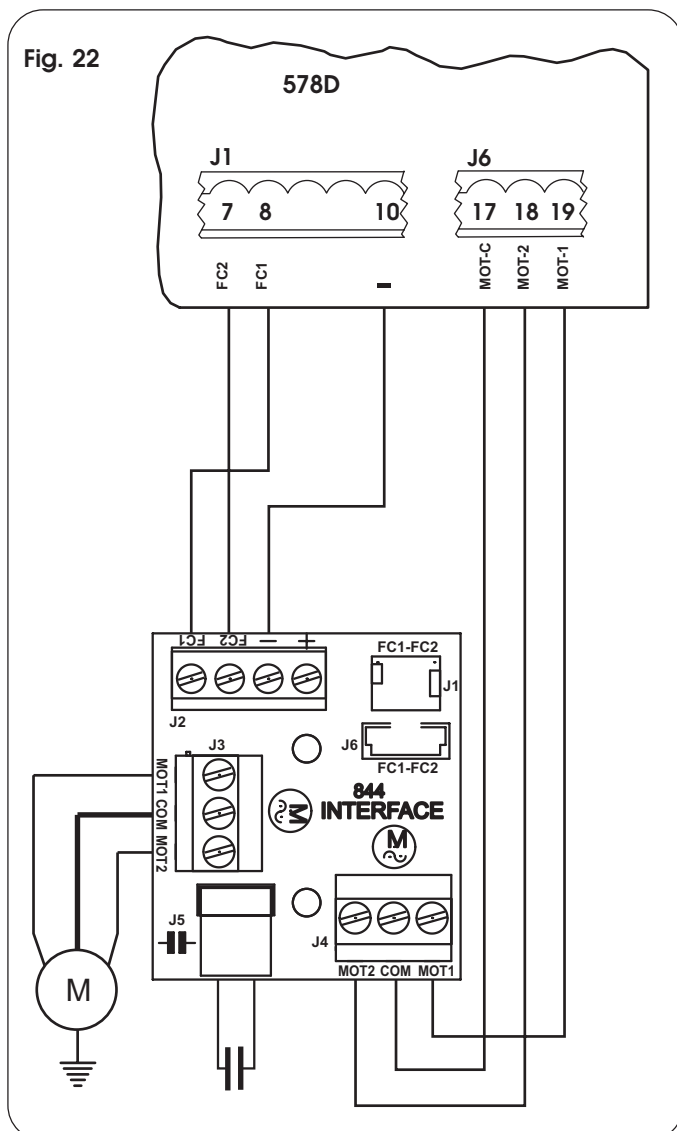 Fig. 22
578D
J1
J6
7 8 10
17 18 19
FC2
FC1
-
MOT-C
MOT-2
MOT-1
FC1 FC2 - +
J2
FC1-FC2
J1
J6
FC1-FC2
J3
MOT1 COM MOT2
844
INTERFACE
M
M
J5
J4
MOT2 COM MOT1
M